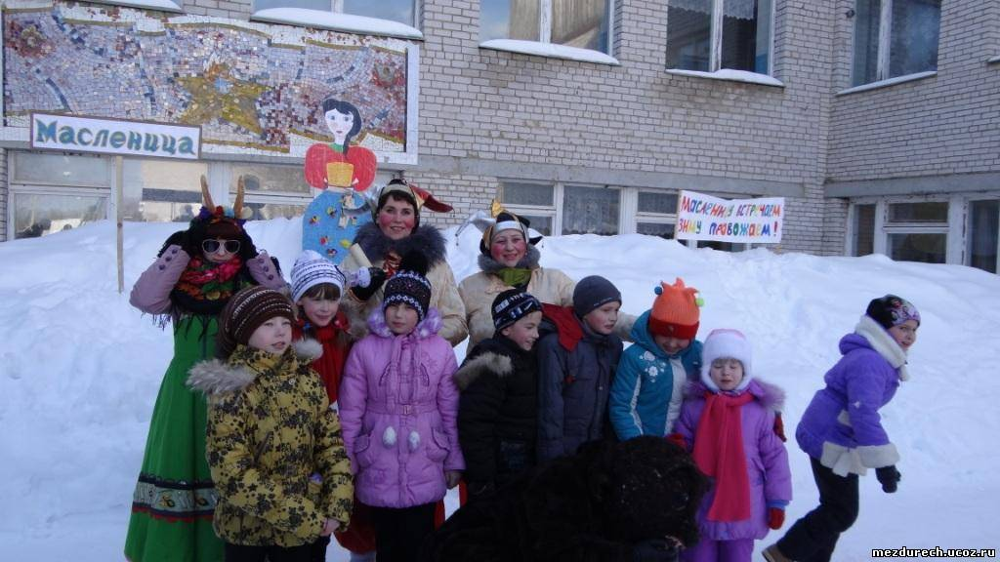 Масленица
Масленицу встречаем
зиму провожаем!
mezdurech.ucoz.ru